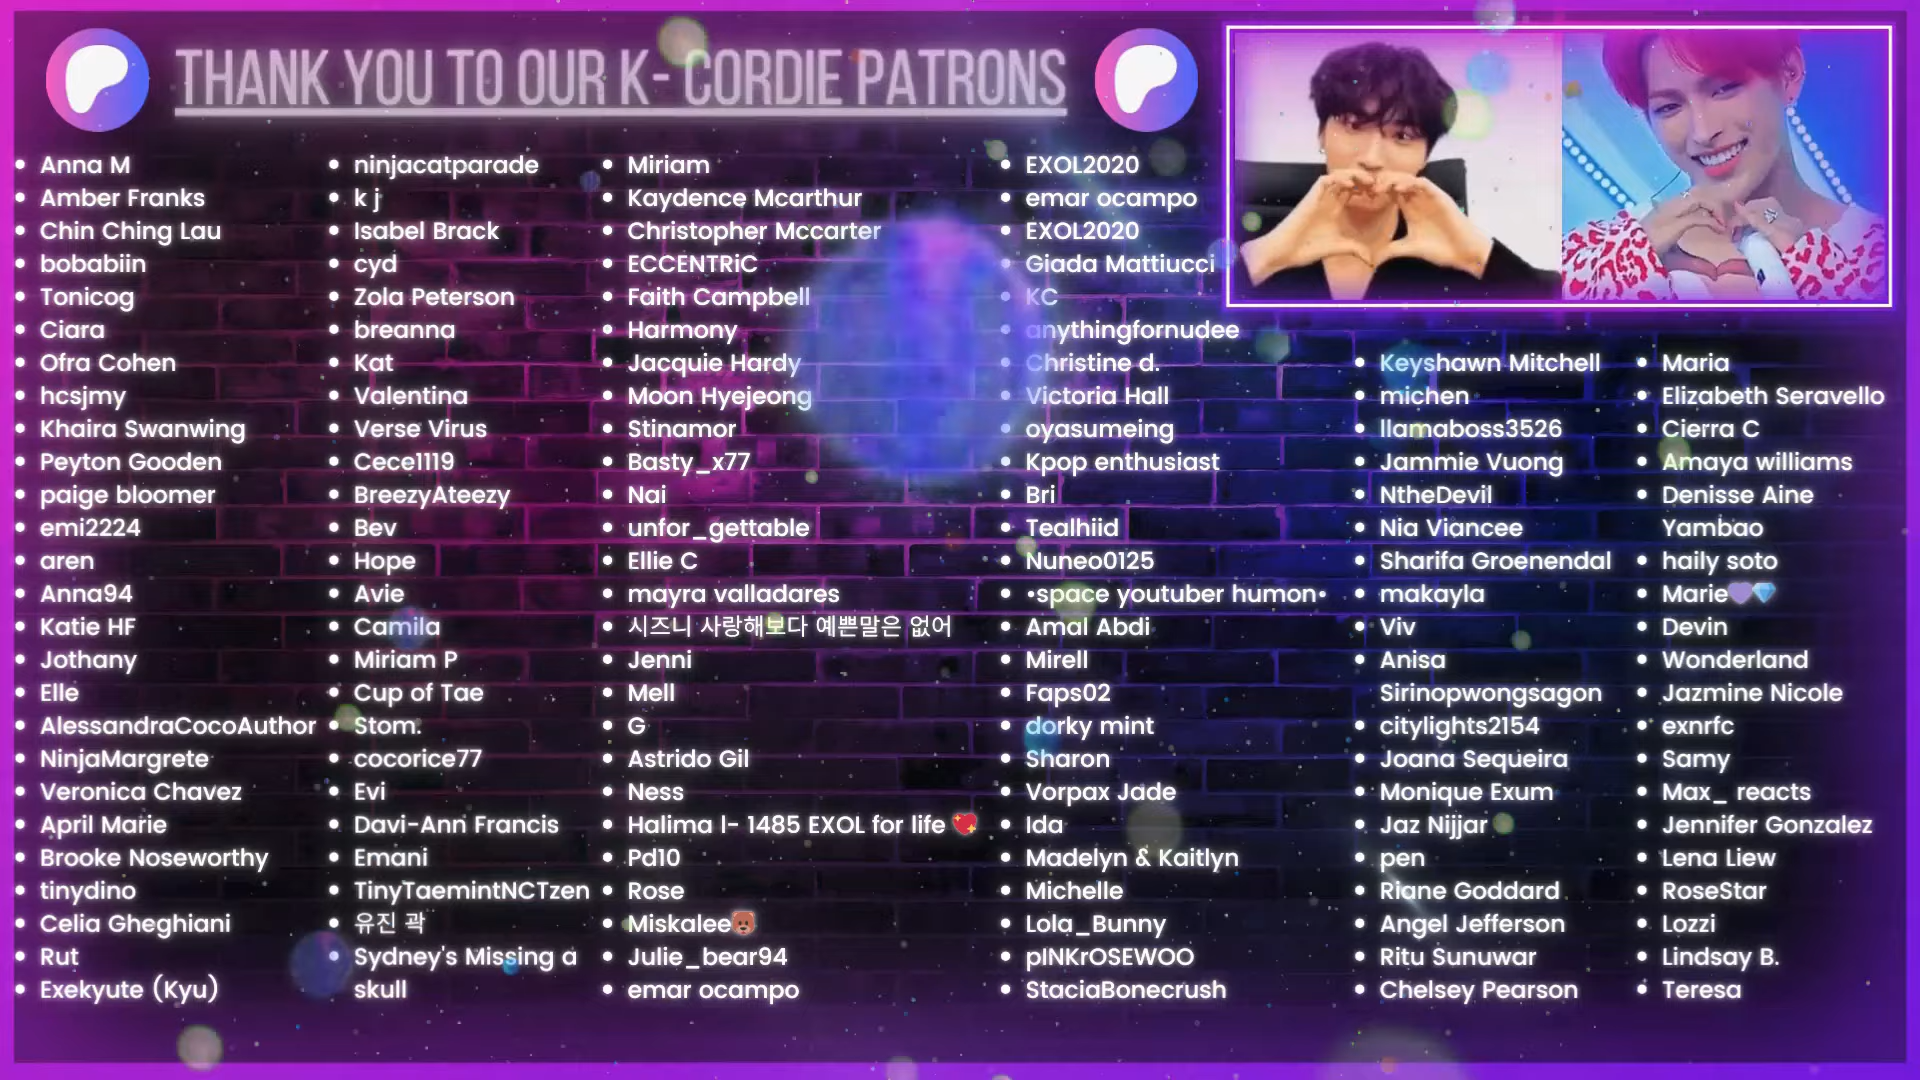 THANK YOU TO OUR K- CORDIE PATRONS
• Anna M
• Amber Franks
• Chin Ching Lau
• bobabiin
• Tonicog
• Ciara
• Ofra Cohen
• hcsjmy
• Khaira Swanwing
• Peyton Gooden
• paige bloomer
• emi2224
• aren
• Anna94
• Katie HF
• Jothany
• Elle
• AlessandraCocoAuthor
• NinjaMargrete
• Veronica Chavez
• April Marie
• Brooke Noseworthy
• tinydino
• Celia Gheghiani
• Rut
• Exekyute (Kyu)
• ninjacatparade
• k j
• Isabel Brack
• cyd
• Zola Peterson
• breanna
• Kat
• Valentina
• Verse Virus
• Cece1119
• BreezyAteezy
• Bev
• Hope
• Avie
• Camila
• Miriam P
• Cup of Tae
• Stom.
• cocorice77
• Evi
• Davi-Ann Francis
• Emani
• TinyTaemintNCTzen
• 유진 곽
• Sydney's Missing a
skull
• Miriam
• Kaydence Mcarthur
• Christopher Mccarter
• ECCENTRiC
• Faith Campbell
• Harmony
• Jacquie Hardy
• Moon Hyejeong
• Stinamor
• Basty_x77
• Nai
• unfor_gettable
• Ellie C
• mayra valladares
• 시즈니 사랑해보다 예쁜말은 없어
• Jenni
• Mell
• G
• Astrido Gil
• Ness
• Halima l- 1485 EXOL for life 💖
• Pd10
• Rose
• Miskalee🐻
• Julie_bear94
• emar ocampo
• EXOL2020
• emar ocampo
• EXOL2020
• Giada Mattiucci
• KC
• anythingfornudee
• Christine d.
• Victoria Hall
• oyasumeing
• Kpop enthusiast
• Bri
• Tealhiid
• Nuneo0125
• •space youtuber humon•
• Amal Abdi
• Mirell
• Faps02
• dorky mint
• Sharon
• Vorpax Jade
• Ida
• Madelyn & Kaitlyn
• Michelle
• Lola_Bunny
• pINKrOSEWOO
• StaciaBonecrush
• Keyshawn Mitchell
• michen
• llamaboss3526
• Jammie Vuong
• NtheDevil
• Nia Viancee
• Sharifa Groenendal
• makayla
• Viv
• Anisa
Sirinopwongsagon
• citylights2154
• Joana Sequeira
• Monique Exum
• Jaz Nijjar
• pen
• Riane Goddard
• Angel Jefferson
• Ritu Sunuwar
• Chelsey Pearson
• Maria
• Elizabeth Seravello
• Cierra C
• Amaya williams
• Denisse Aine
Yambao
• haily soto
• Marie💜💎
• Devin
• Wonderland
• Jazmine Nicole
• exnrfc
• Samy
• Max_ reacts
• Jennifer Gonzalez
• Lena Liew
• RoseStar
• Lozzi
• Lindsay B.
• Teresa